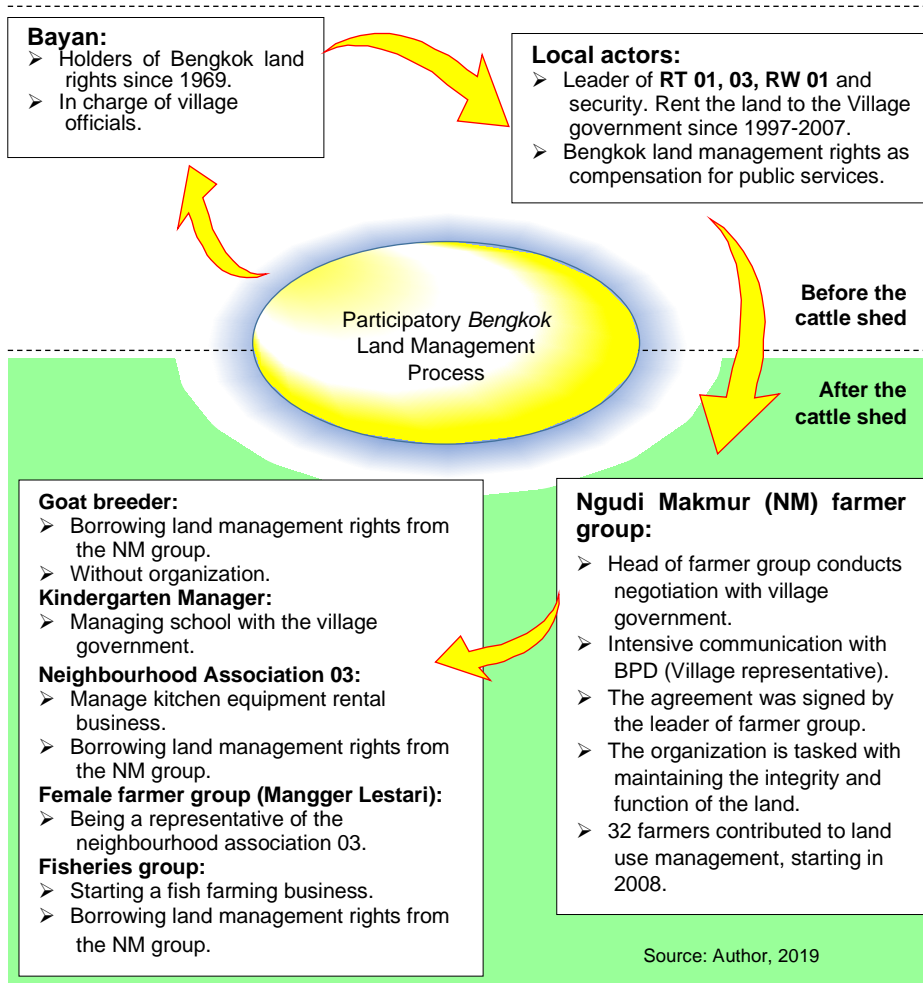 Bayan:
➢ Holders of Bengkok land
rights since 1969.
➢ In charge of village
officials.
Local actors:
➢ Leader of RT 01, 03, RW 01 and
security. Rent the land to the Village
government since 1997-2007.
➢ Bengkok land management rights as
compensation for public services.
Participatory Bengkok
Land Management
Process
Before the
cattle shed
After the
cattle shed
Goat breeder:
➢ Borrowing land management rights from
the NM group.
➢ Without organization.
Kindergarten Manager:
➢ Managing school with the village
government.
Neighbourhood Association 03:
➢ Manage kitchen equipment rental
business.
➢ Borrowing land management rights from
the NM group.
Female farmer group (Mangger Lestari):
➢ Being a representative of the
neighbourhood association 03.
Fisheries group:
➢ Starting a fish farming business.
➢ Borrowing land management rights from
the NM group.
Ngudi Makmur (NM) farmer
group:
➢ Head of farmer group conducts
negotiation with village
government.
➢ Intensive communication with
BPD (Village representative).
➢ The agreement was signed by
the leader of farmer group.
➢ The organization is tasked with
maintaining the integrity and
function of the land.
➢ 32 farmers contributed to land
use management, starting in
2008.
Source: Author, 2019